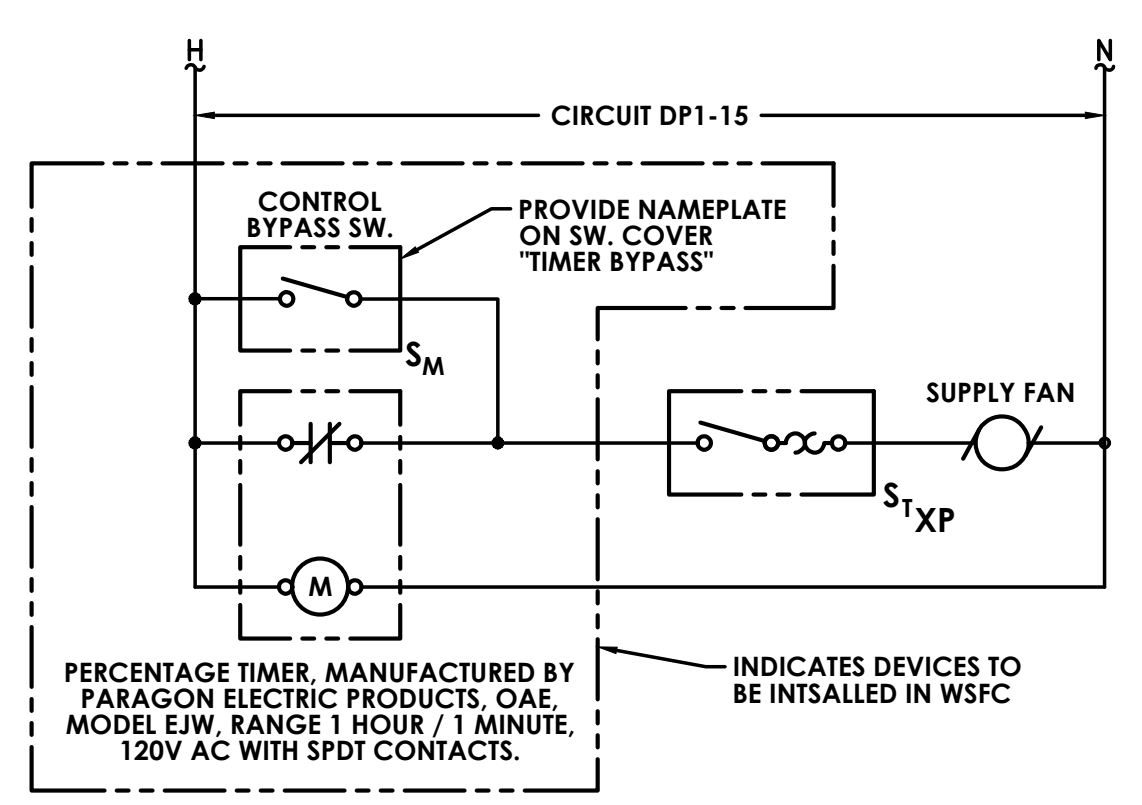 H
N
CIRCUIT DP1-15
CONTROL
BYPASS SW.
PROVIDE NAMEPLATE
ON SW. COVER
"TIMER BYPASS"
SM
SUPPLY FAN
STXP
M
PERCENTAGE TIMER, MANUFACTURED BY
PARAGON ELECTRIC PRODUCTS, OAE,
MODEL EJW, RANGE 1 HOUR / 1 MINUTE,
120V AC WITH SPDT CONTACTS.
INDICATES DEVICES TO
BE INTSALLED IN WSFC